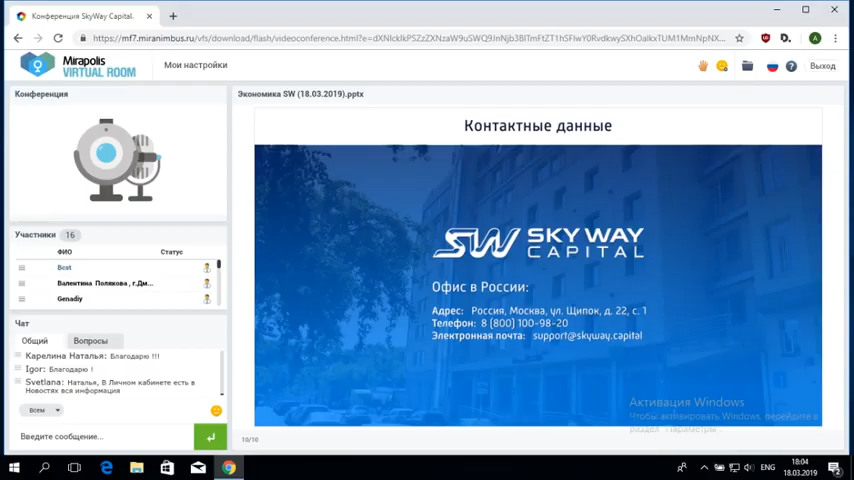 Конференция SkyWay Capital.
https://mf7.miranimbus.ru/vfs/download/flash/videoconference.html?e=
Mirapolis
VIRTUAL ROOM
Мои настройки
Выход
Конференция
Экономика SW (18.03.2019).pptx
Контактные данные
SW SKY WAY
CAPITAL
Офис в России:
Адрес: Россия, Москва, ул. Щипок, д. 22, с. 1
Телефон: 8 (800) 100-98-20
Электронная почта: support@skyway.capital
Участники 16
ФИО Статус
Best
Валентина Полякова , г.Дм...
Genadiy
Чат
Общий Вопросы
Карелина Наталья: Благодарю !!!
Igor: Благодарю !
Svetlana: Наталья, В Личном кабинете есть в
Новостях вся информация
Всем
Введите сообщение...
10/10
Активация Windows
Чтобы активировать Windows, перейдите в
раздел "Параметры"
ENG
18:04
18.03.2019
2